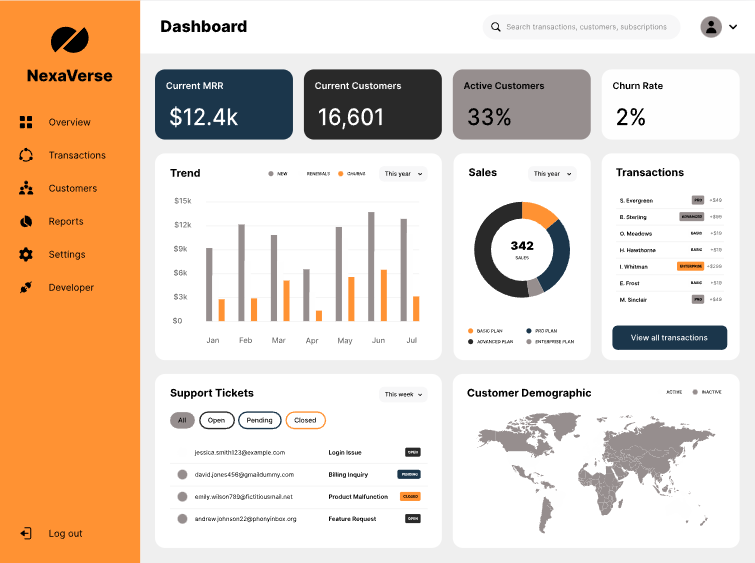 NexaVerse
Overview
Transactions
Customers
Reports
Settings
Developer
Log out
Dashboard
Search transactions, customers, subscriptions
Current MRR
$12.4k
Current Customers
16,601
Active Customers
33%
Churn Rate
2%
Trend
NEW RENEWALS CHURNS
This year
$15k
$12k
$9k
$6k
$3k
$0
Jan Feb Mar Apr May Jun Jul
Sales
This year
342
SALES
BASIC PLAN PRO PLAN
ADVANCED PLAN ENTERPRISE PLAN
Transactions
S. Evergreen PRO +$49
B. Sterling ADVANCED +$99
O. Meadows BASIC +$19
H. Hawthorne BASIC +$19
I. Whitman ENTERPRISE +$299
E. Frost BASIC +$19
M. Sinclair PRO +$49
View all transactions
Support Tickets
This week
All Open Pending Closed
jessica.smith123@example.com Login Issue OPEN
david.jones456@gmaildummy.com Billing Inquiry PENDING
emily.wilson789@fictitiousmail.net Product Malfunction CLOSED
andrew.johnson22@phonyinbox.org Feature Request OPEN
Customer Demographic
ACTIVE INACTIVE